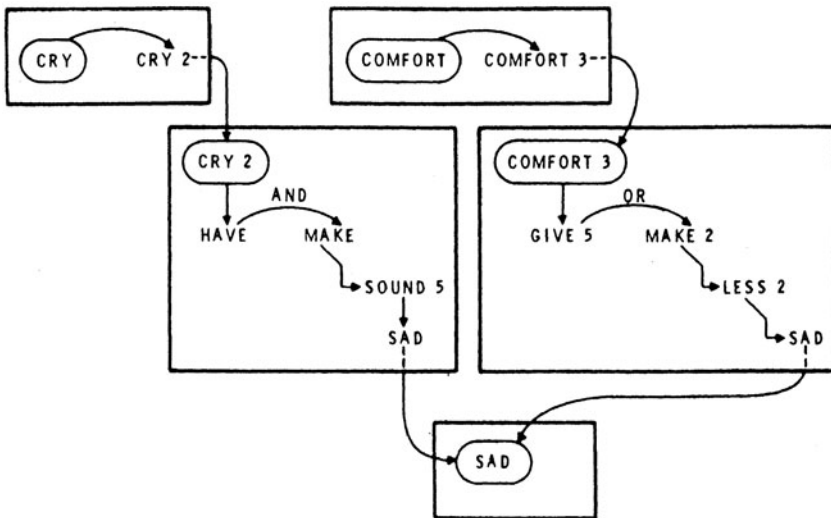 CRY CRY 2 COMFORT COMFORT 3
CRY 2 COMFORT 3
AND OR
HAVE MAKE GIVE 5 MAKE 2
SOUND 5 LESS 2
SAD SAD
SAD